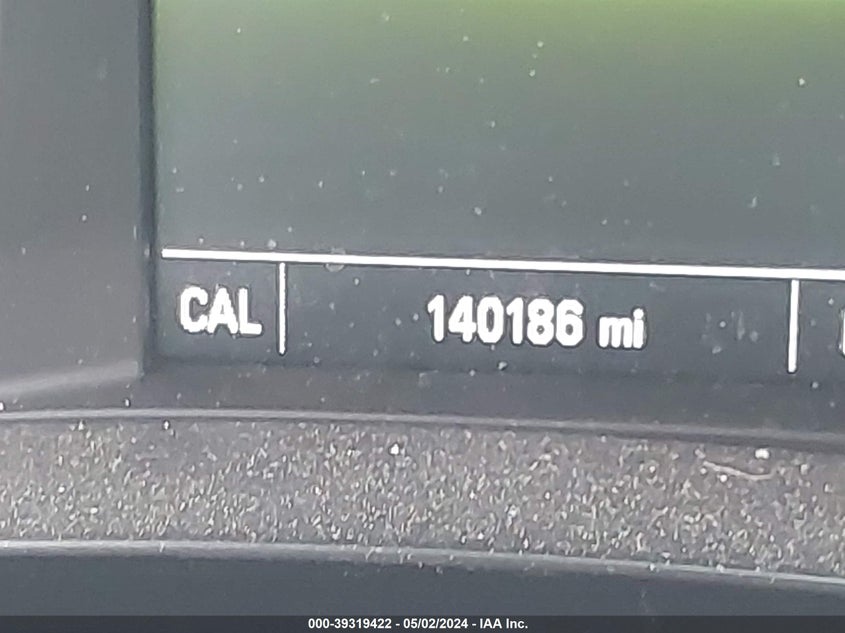 CAL 140186 mi
000-39319422 - 05/02/2024 - IAA Inc.